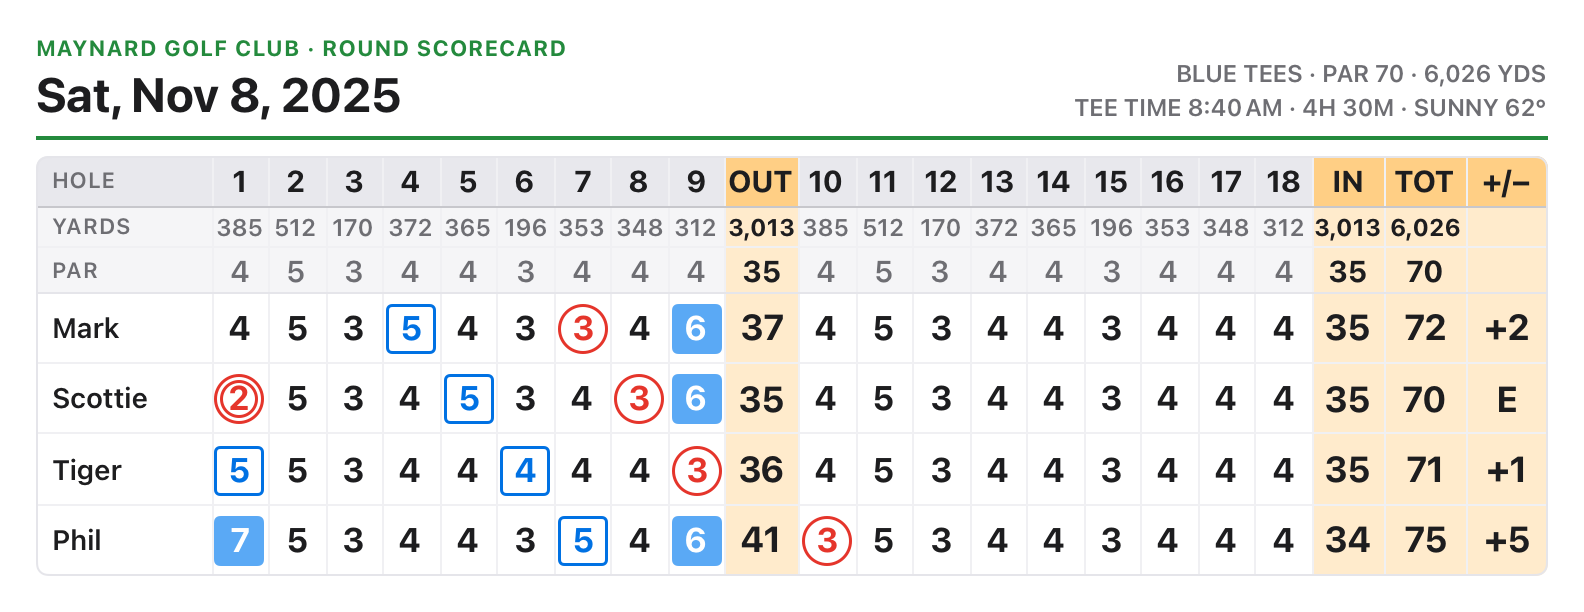 MAYNARD GOLF CLUB · ROUND SCORECARD
Sat, Nov 8, 2025
BLUE TEES · PAR 70 · 6,026 YDS
TEE TIME 8:40 AM · 4H 30M · SUNNY 62°
HOLE 1 2 3 4 5 6 7 8 9 OUT 10 11 12 13 14 15 16 17 18 IN TOT +/−
YARDS 385 512 170 372 365 196 353 348 312 3,013 385 512 170 372 365 196 353 348 312 3,013 6,026
PAR 4 5 3 4 4 3 4 4 4 35 4 5 3 4 4 3 4 4 4 35 70
Mark 4 5 3 5 4 3 3 4 6 37 4 5 3 4 4 3 4 4 4 35 72 +2
Scottie 2 5 3 4 5 3 4 3 6 35 4 5 3 4 4 3 4 4 4 35 70 E
Tiger 5 5 3 4 4 4 4 4 3 36 4 5 3 4 4 3 4 4 4 35 71 +1
Phil 7 5 3 4 4 3 5 4 6 41 3 5 3 4 4 3 4 4 4 34 75 +5